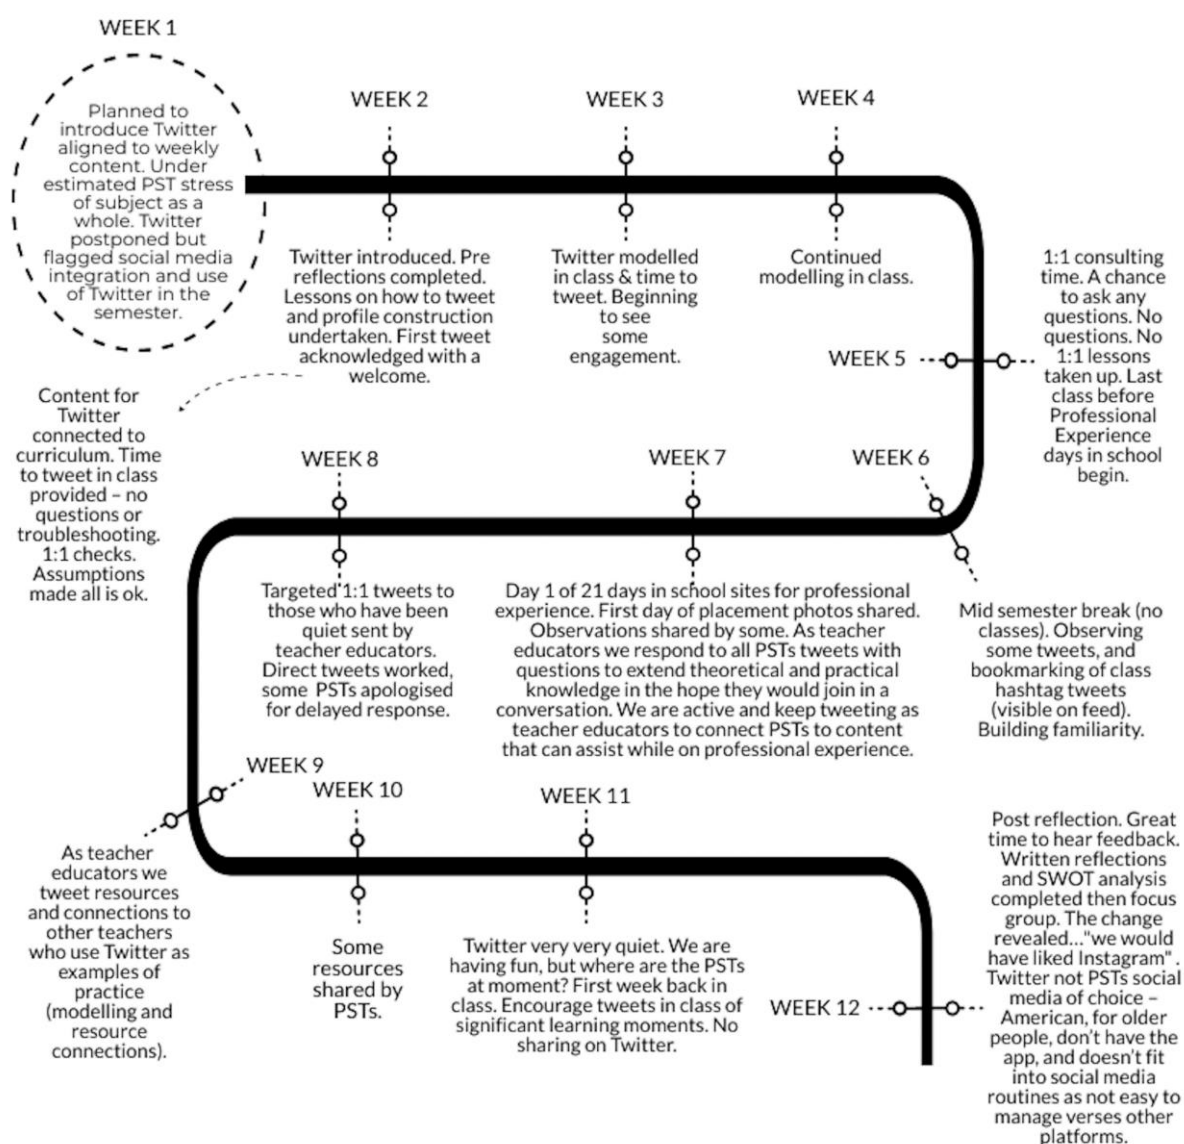 WEEK 1
Planned to
introduce Twitter
aligned to weekly
content. Under
estimated PST stress
of subject as a
whole. Twitter
postponed but
flagged social media
integration and use
of Twitter in the
semester.
WEEK 2
Twitter introduced. Pre
reflections completed.
Lessons on how to tweet
and profile construction
undertaken. First tweet
acknowledged with a
welcome.
Content for
Twitter
connected to
curriculum. Time
to tweet in class
provided – no
questions or
troubleshooting.
1:1 checks.
Assumptions
made all is ok.
WEEK 3
Twitter modelled
in class & time to
tweet. Beginning
to see
some
engagement.
WEEK 4
Continued
modelling in class.
WEEK 5
1:1 consulting
time. A chance
to ask any
questions. No
questions. No
1:1 lessons
taken up. Last
class before
Professional
Experience
days in school
begin.
WEEK 6
Mid semester break (no
classes). Observing
some tweets, and
bookmarking of class
hashtag tweets
(visible on feed).
Building familiarity.
WEEK 7
Day 1 of 21 days in school sites for professional
experience. First day of placement photos shared.
Observations shared by some. As teacher
educators we respond to all PSTs tweets with
questions to extend theoretical and practical
knowledge in the hope they would join in a
conversation. We are active and keep tweeting as
teacher educators to connect PSTs to content
that can assist while on professional experience.
WEEK 8
Targeted 1:1 tweets to
those who have been
quiet sent by
teacher educators.
Direct tweets worked,
some PSTs apologised
for delayed response.
WEEK 9
As teacher
educators we
tweet resources
and connections to
other teachers
who use Twitter as
examples of
practice
(modelling and
resource
connections).
WEEK 10
Some
resources
shared by
PSTs.
WEEK 11
Twitter very very quiet. We are
having fun, but where are the PSTs
at moment? First week back in
class. Encourage tweets in class of
significant learning moments. No
sharing on Twitter.
WEEK 12
Post reflection. Great
time to hear feedback.
Written reflections
and SWOT analysis
completed then focus
group. The change
revealed..."we would
have liked Instagram" .
Twitter not PSTs social
media of choice –
American, for older
people, don't have the
app, and doesn't fit
into social media
routines as not easy to
manage verses other
platforms.